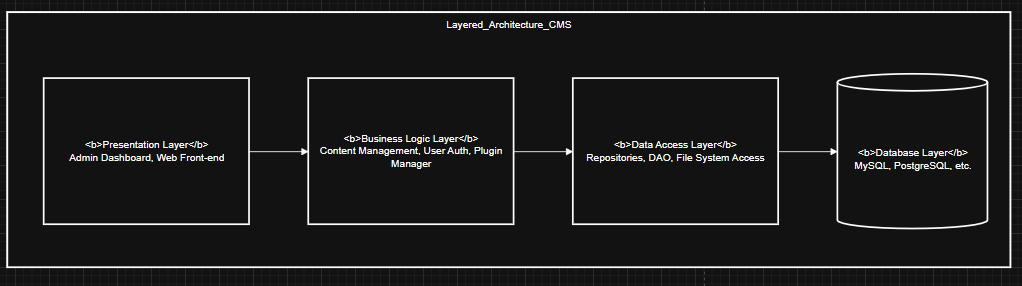 Layered_Architecture_CMS
<b>Presentation Layer</b>
Admin Dashboard, Web Front-end
<b>Business Logic Layer</b>
Content Management, User Auth, Plugin
Manager
<b>Data Access Layer</b>
Repositories, DAO, File System Access
<b>Database Layer</b>
MySQL, PostgreSQL, etc.